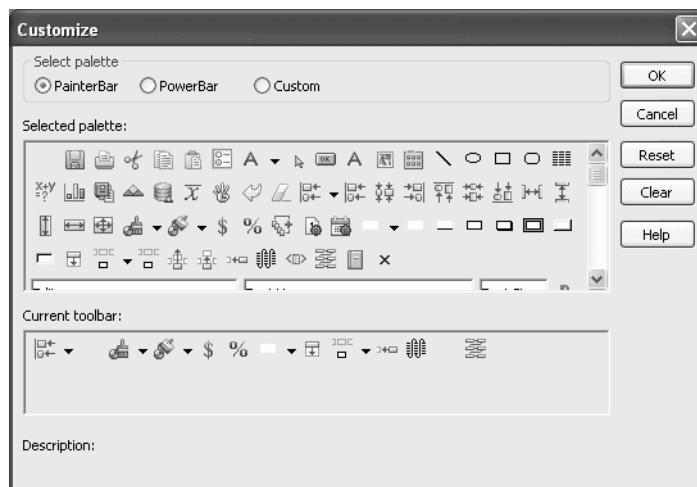 Customize
Select palette
PainterBar PowerBar Custom
OK
Cancel
Selected palette:
Reset
Clear
Help
Current toolbar:
Description: